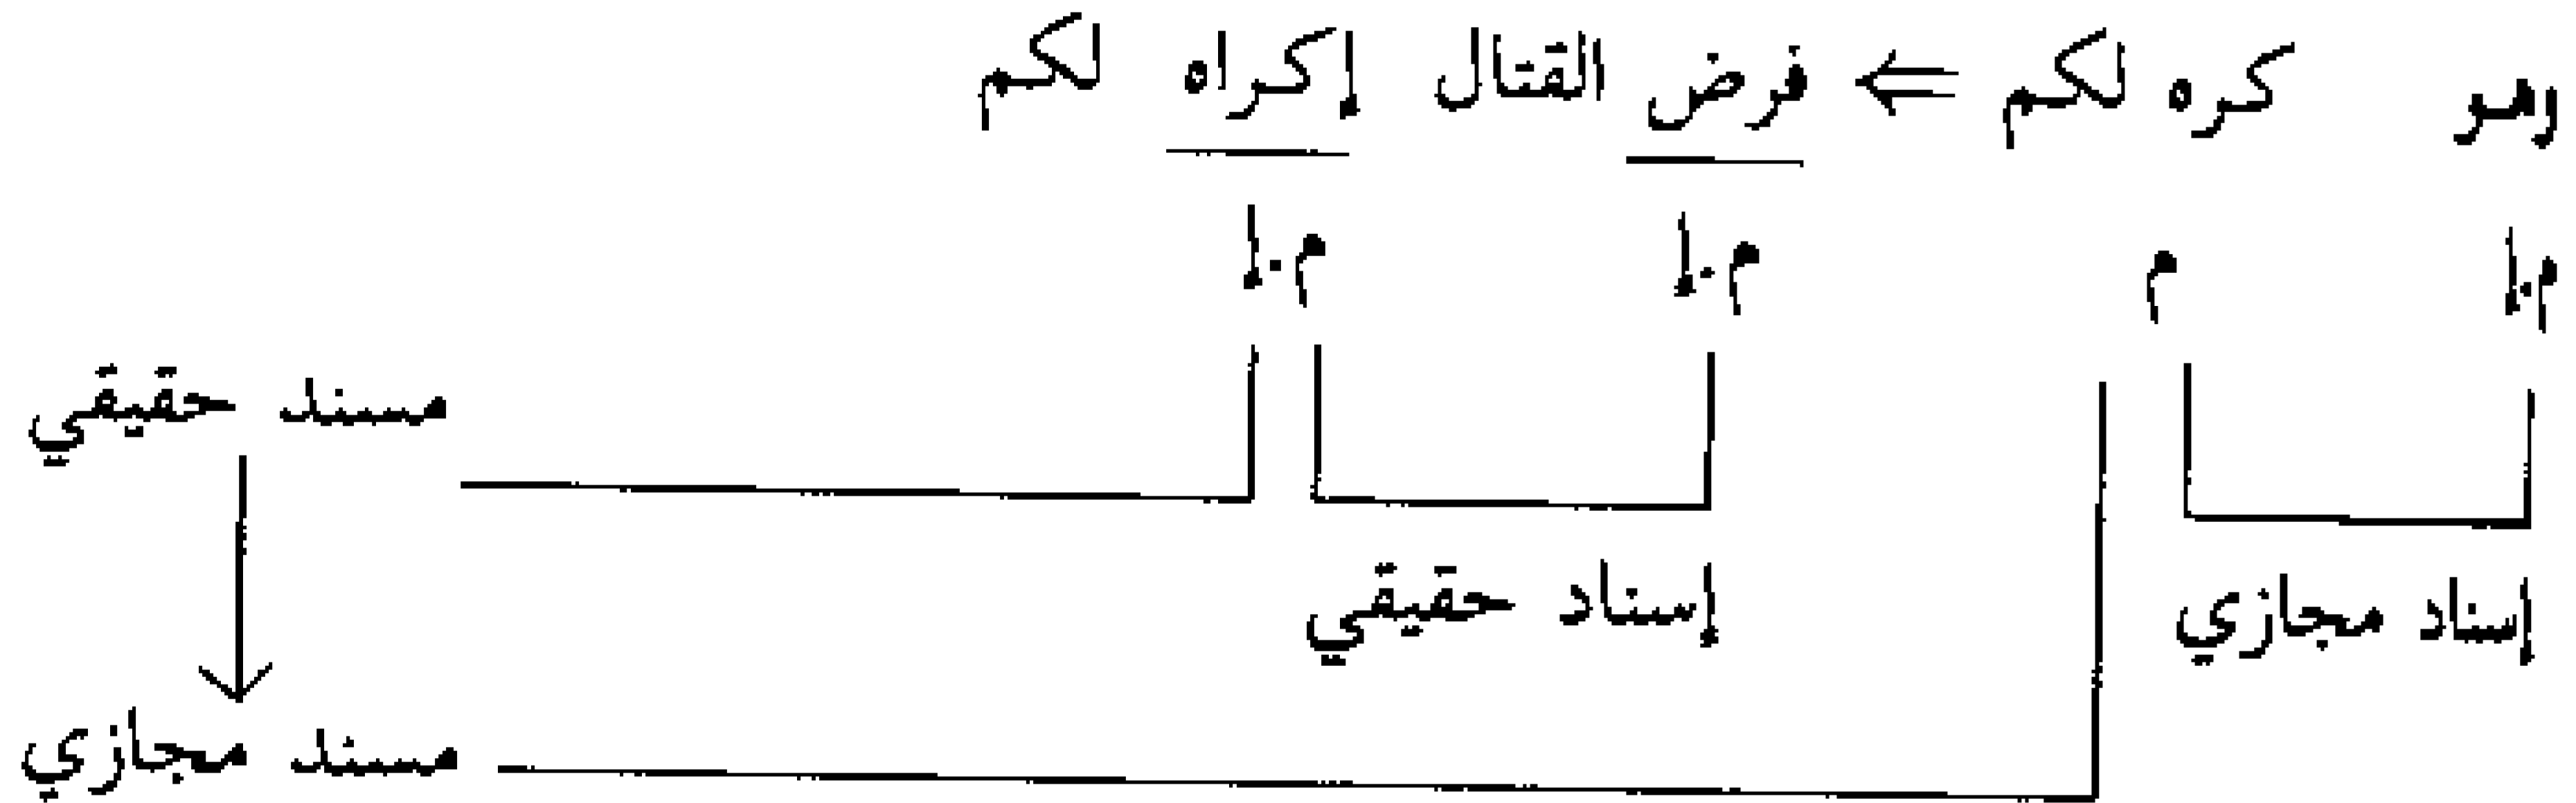 وهو كره لكم ⇐ فرض القتال إكراه لكم
م.إ م م.إ م.إ
مسند حقيقي
إسناد مجازي إسناد حقيقي
مسند مجازي